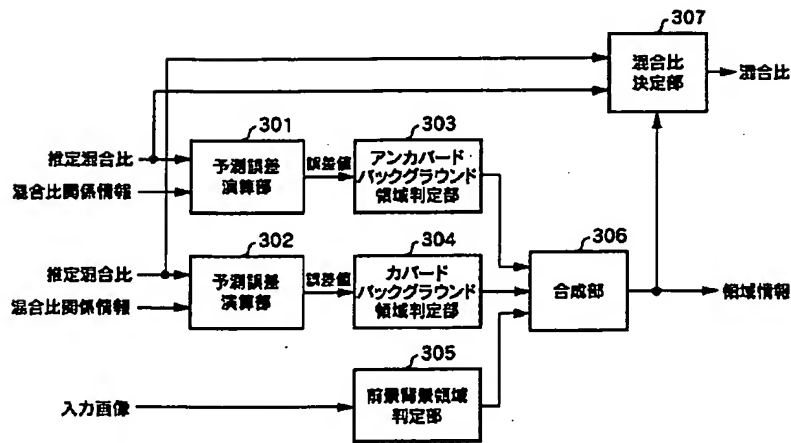 307
混合比
決定部
混合比
301
303
推定混合比
予測誤差
演算部
誤差値
アンカバード
バックグラウンド
領域判定部
混合比関係情報
302
304
306
推定混合比
予測誤差
演算部
誤差値
カバード
バックグラウンド
領域判定部
合成部
領域情報
混合比関係情報
305
入力画像
前景背景領域
判定部